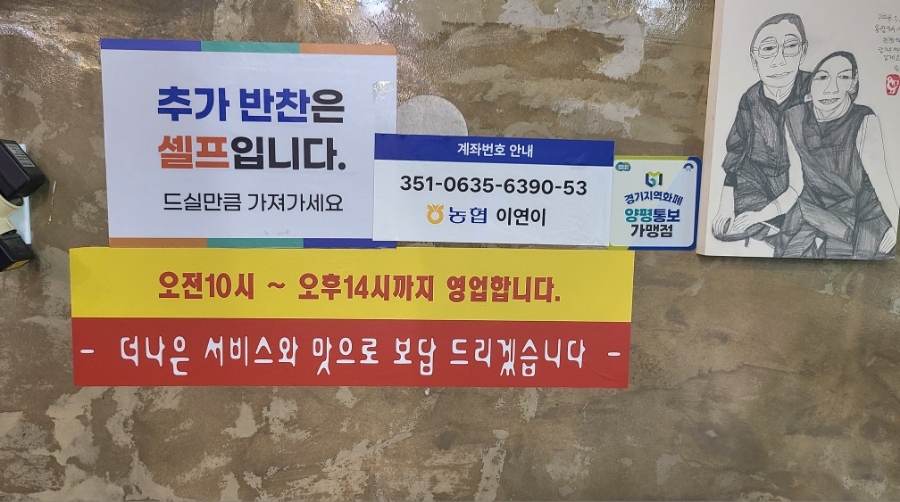 추가 반찬은
셀프입니다.
드실만큼 가져가세요
계좌번호 안내
351-0635-6390-53
농협 이연이
경기지역화폐
양평통보
가맹점
오전10시 ~ 오후14시까지 영업합니다.
- 더나은 서비스와 맛으로 보답 드리겠습니다 -